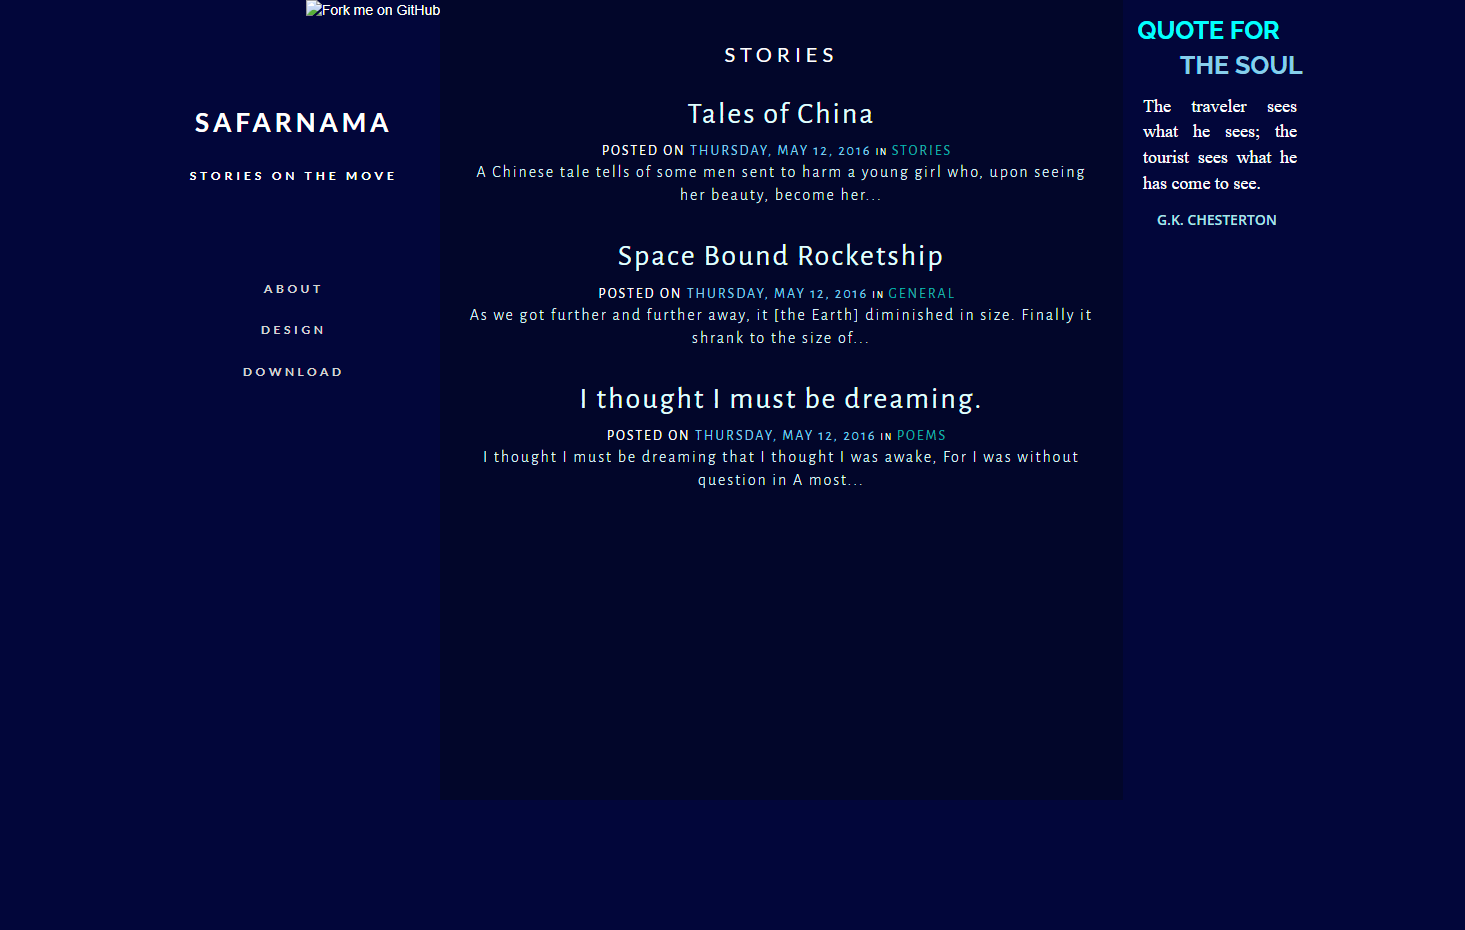 Fork me on GitHub
SAFARNAMA
STORIES ON THE MOVE
ABOUT
DESIGN
DOWNLOAD
STORIES
Tales of China
POSTED ON THURSDAY, MAY 12, 2016 IN STORIES
A Chinese tale tells of some men sent to harm a young girl who, upon seeing
her beauty, become her...
Space Bound Rocketship
POSTED ON THURSDAY, MAY 12, 2016 IN GENERAL
As we got further and further away, it [the Earth] diminished in size. Finally it
shrank to the size of...
I thought I must be dreaming.
POSTED ON THURSDAY, MAY 12, 2016 IN POEMS
I thought I must be dreaming that I thought I was awake, For I was without
question in A most...
QUOTE FOR
THE SOUL
The traveler sees
what he sees; the
tourist sees what he
has come to see.
G.K. CHESTERTON